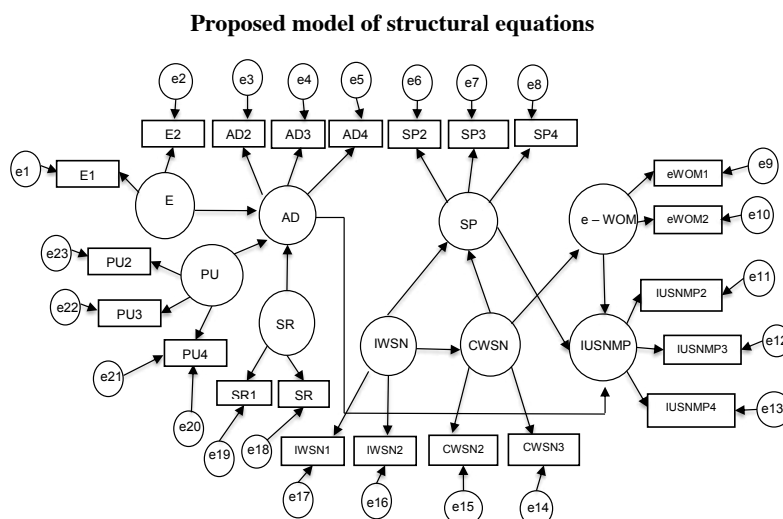 Proposed model of structural equations
e2 e3 e4 e5 e6 e7 e8
E2 AD2 AD3 AD4 SP2 SP3 SP4
e1 E1 eWOM1 e9
E AD SP e – WOM eWOM2 e10
e23 PU2 PU
e22 PU3 SR IWSN CWSN IUSNMP IUSNMP2 e11
IUSNMP3 e12
e21 PU4
SR1 SR IUSNMP4 e13
e20
e19 e18 IWSN1 IWSN2 CWSN2 CWSN3
e17 e16 e15 e14